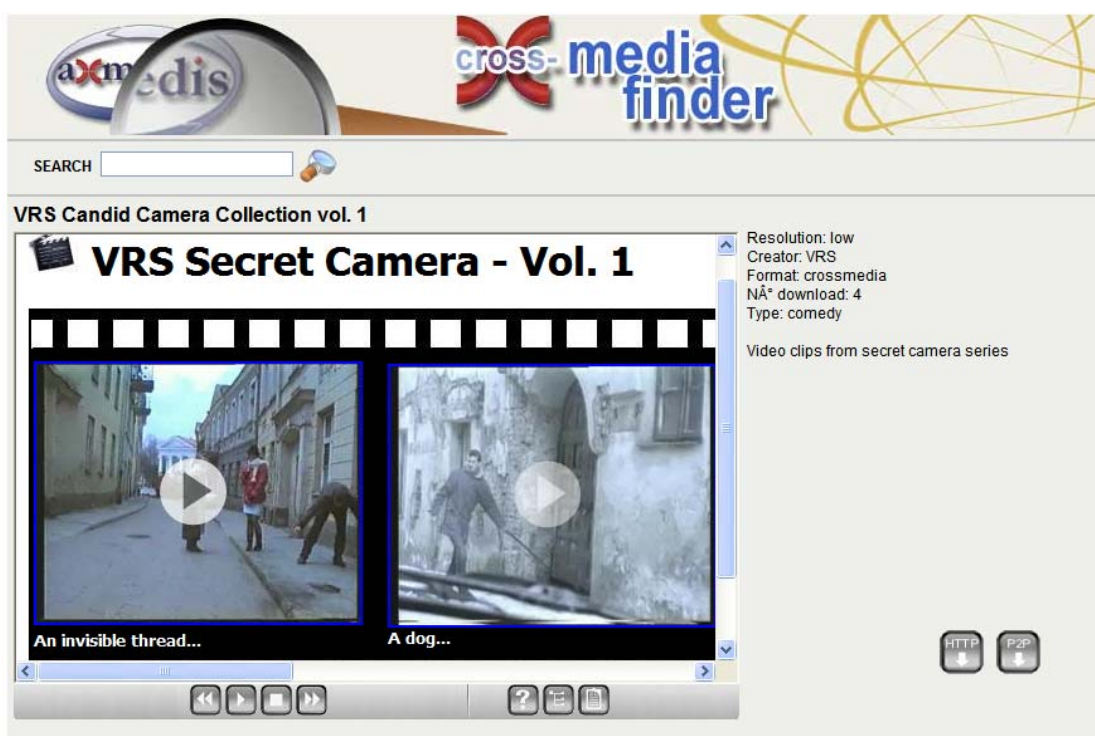 axmedis
cross-media
finder
SEARCH
VRS Candid Camera Collection vol. 1
VRS Secret Camera - Vol. 1
An invisible thread...
A dog...
Resolution: low
Creator: VRS
Format: crossmedia
NÂ° download: 4
Type: comedy
Video clips from secret camera series
HTTP
P2P
?